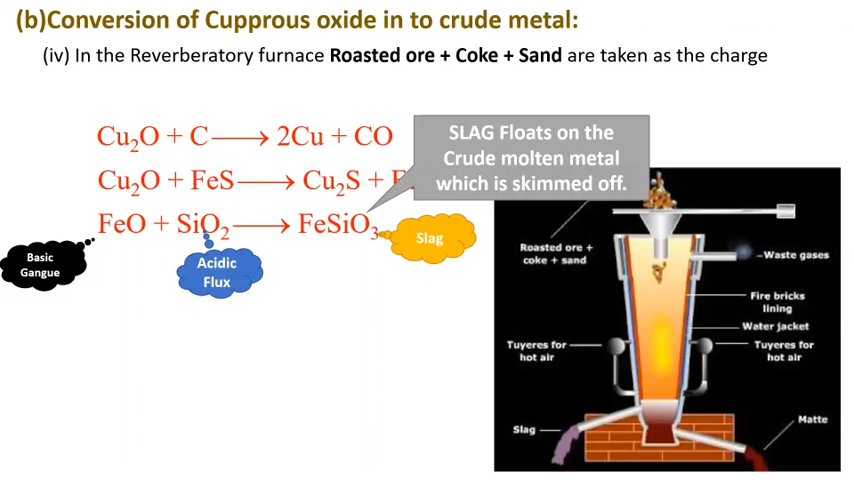 (b)Conversion of Cupprous oxide in to crude metal:
(iv) In the Reverberatory furnace Roasted ore + Coke + Sand are taken as the charge
Cu₂O + C ⟶ 2Cu + CO
SLAG Floats on the
Crude molten metal
which is skimmed off.
Cu₂O + FeS ⟶ Cu₂S +
FeO + SiO₂ ⟶ FeSiO₃
Slag
Basic
Gangue
Acidic
Flux
Roasted ore +
coke + sand
Waste gases
Fire bricks
lining
Water jacket
Tuyeres for
hot air
Tuyeres for
hot air
Slag
Matte